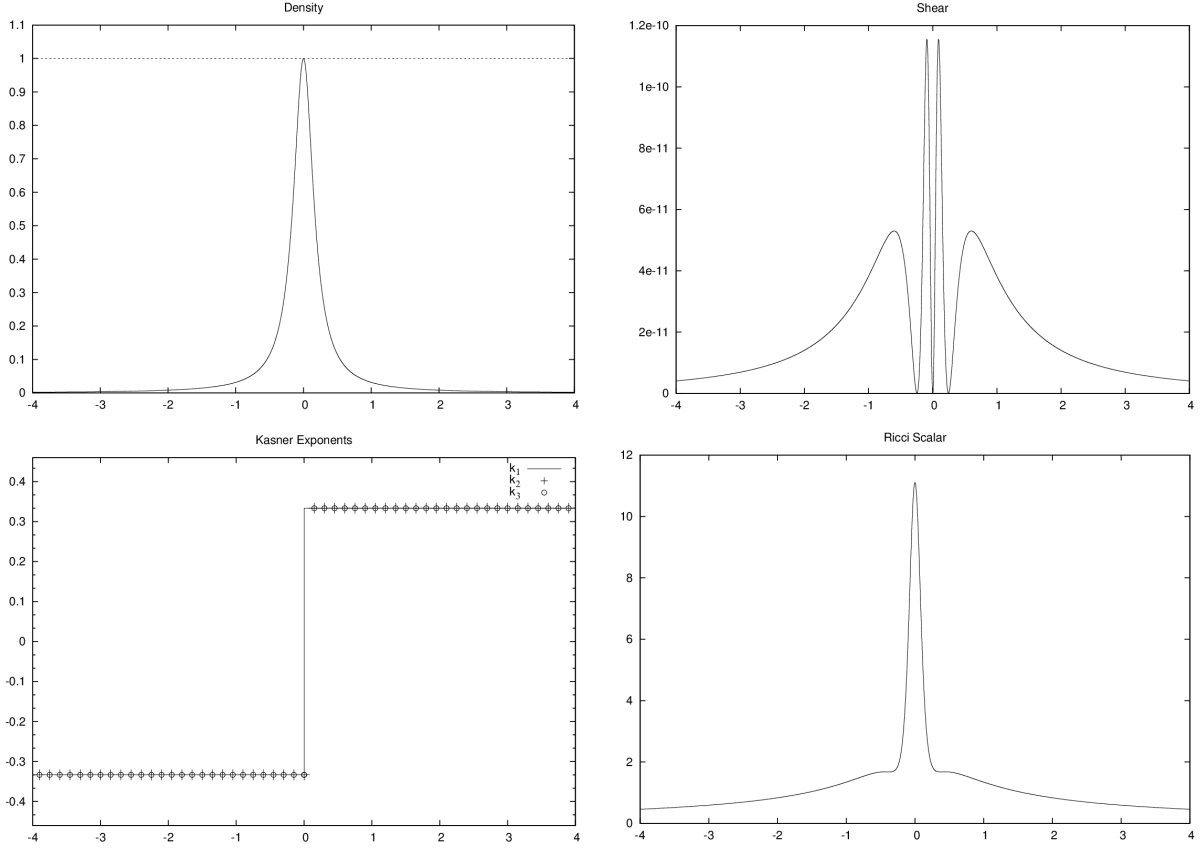 Density
1.1
1
0.9
0.8
0.7
0.6
0.5
0.4
0.3
0.2
0.1
0
-4 -3 -2 -1 0 1 2 3 4
Shear
1.2e-10
1e-10
8e-11
6e-11
4e-11
2e-11
0
-4 -3 -2 -1 0 1 2 3 4
Kasner Exponents
k1
k2
k3
0.4
0.3
0.2
0.1
0
-0.1
-0.2
-0.3
-0.4
-4 -3 -2 -1 0 1 2 3 4
Ricci Scalar
12
10
8
6
4
2
0
-4 -3 -2 -1 0 1 2 3 4